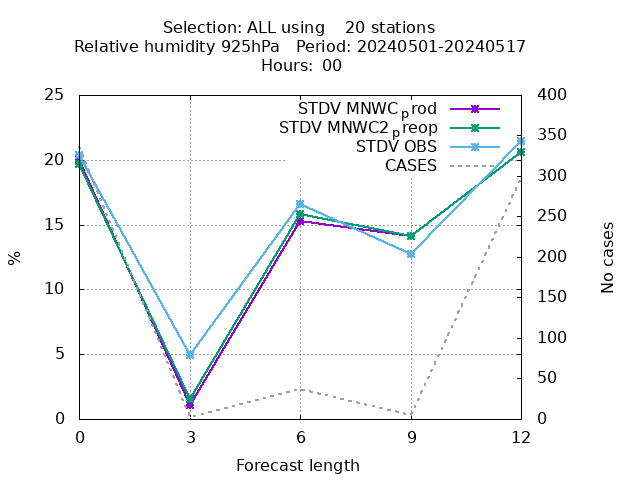 Selection: ALL using    20 stations
Relative humidity 925hPa   Period: 20240501-20240517
Hours: 00
STDV MNWC_prod
STDV MNWC2_preop
STDV OBS
CASES
25
20
15
10
5
0
%
400
350
300
250
200
150
100
50
0
No cases
0 3 6 9 12
Forecast length